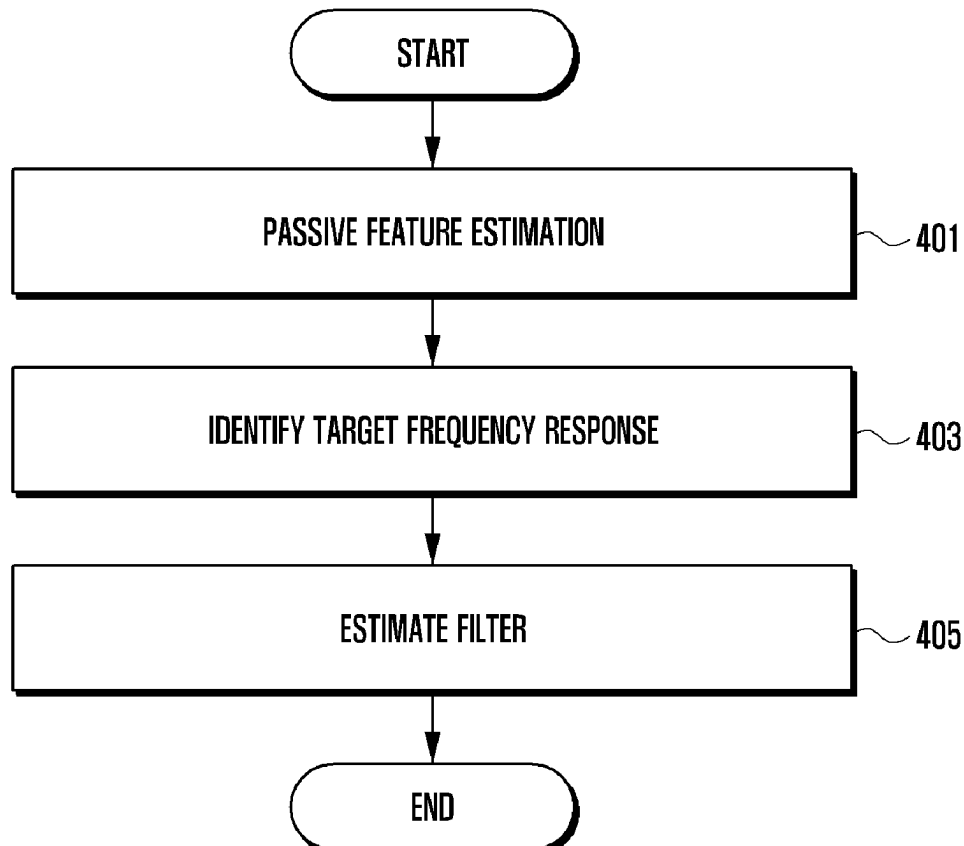 START
PASSIVE FEATURE ESTIMATION
401
IDENTIFY TARGET FREQUENCY RESPONSE
403
ESTIMATE FILTER
405
END